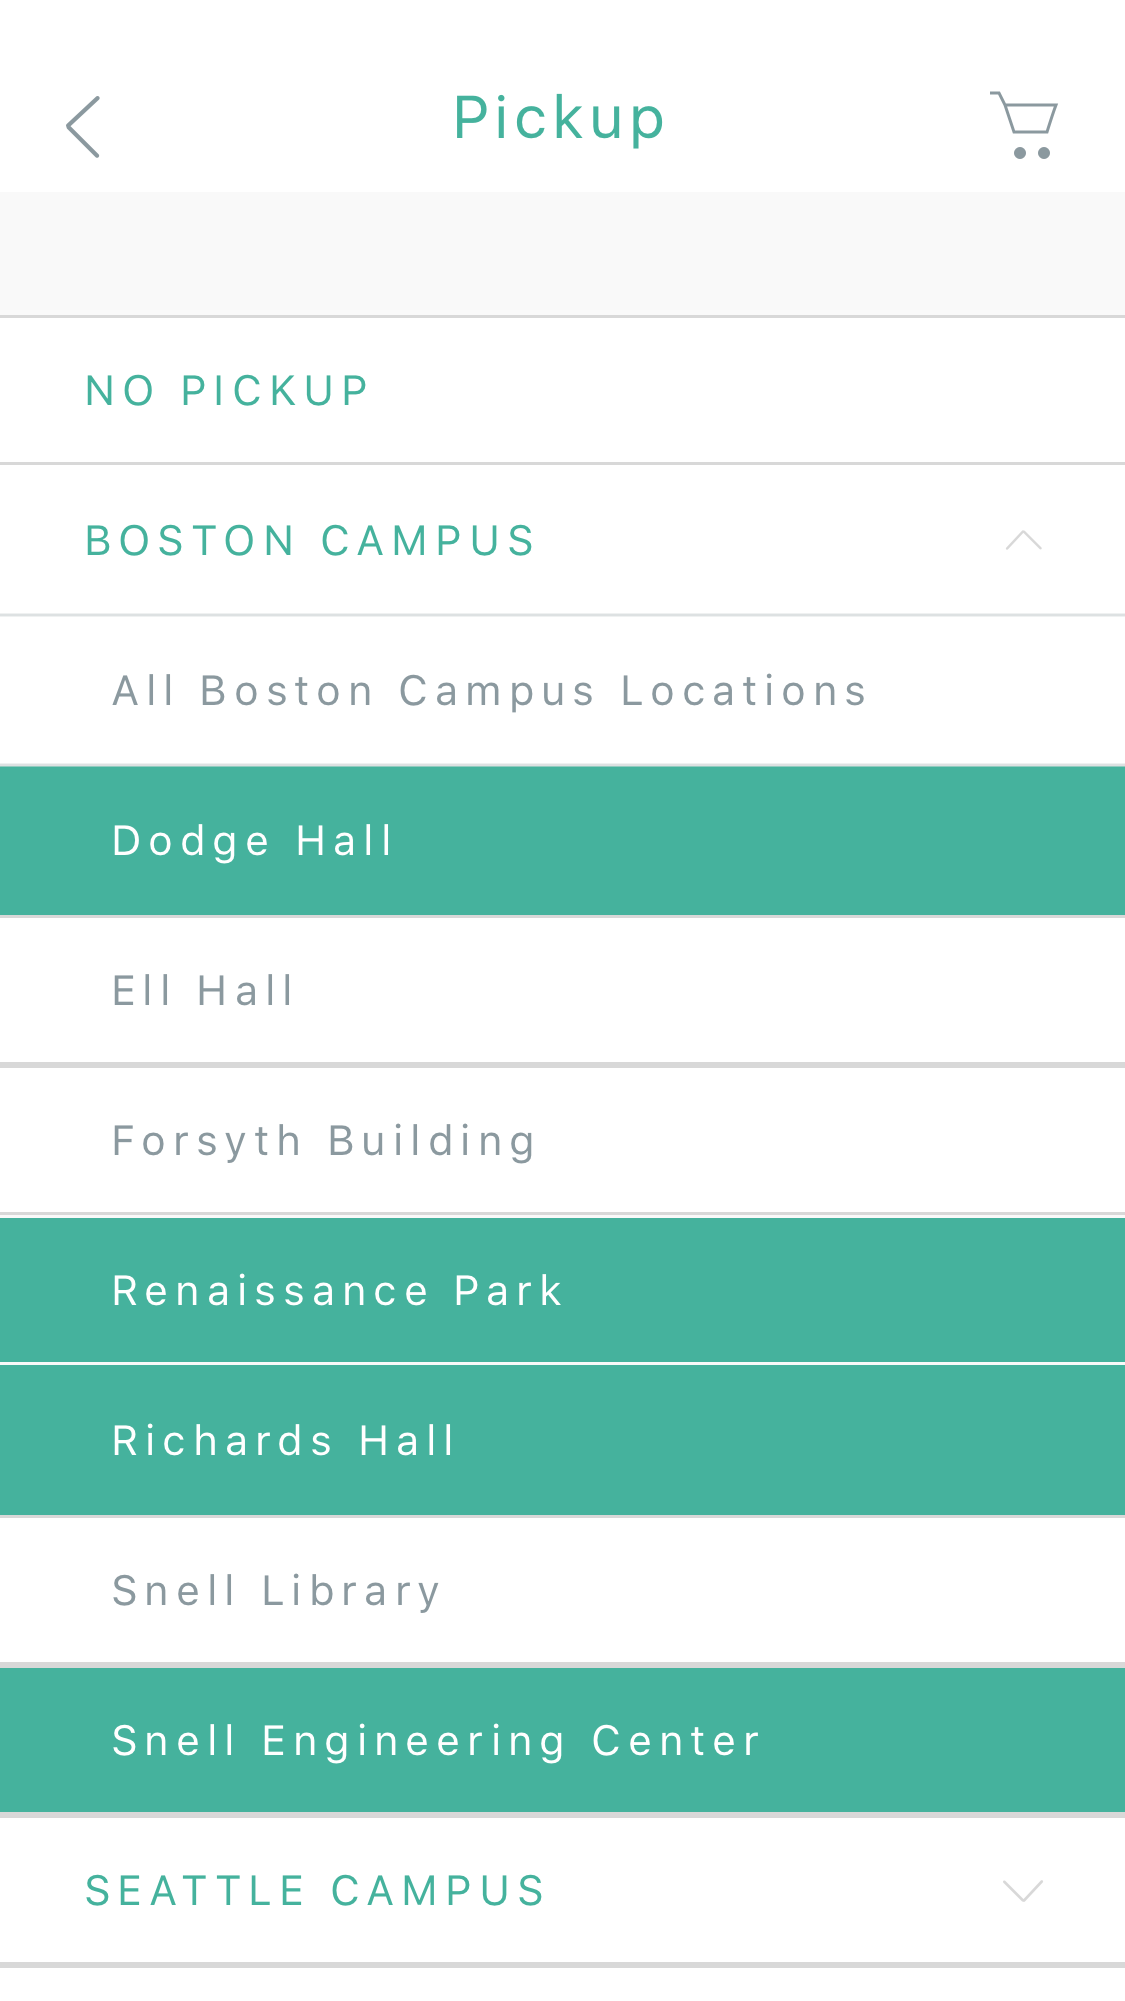 Pickup
NO PICKUP
BOSTON CAMPUS
All Boston Campus Locations
Dodge Hall
Ell Hall
Forsyth Building
Renaissance Park
Richards Hall
Snell Library
Snell Engineering Center
SEATTLE CAMPUS